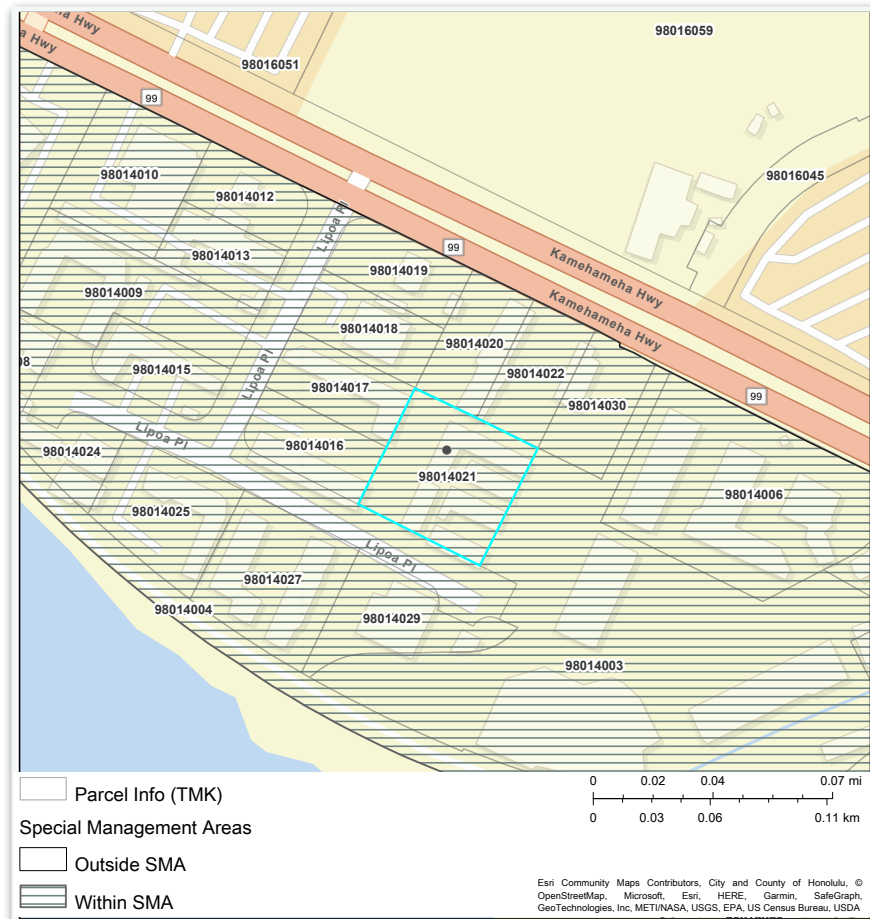 a Hwy
ma Hwy
98016059
98016051
99
98014010
98016045
98014012
Lipoa Pl
99
98014013
98014019
Kamehameha Hwy
98014009
Kamehameha Hwy
98014018
98014020
08
98014015
Lipoa Pl
98014017
98014022
99
98014030
Lipoa Pl
98014016
98014024
98014021
98014006
98014025
Lipoa Pl
98014027
98014004
98014029
98014003
Parcel Info (TMK)
Special Management Areas
Outside SMA
Within SMA
0 0.02 0.04 0.07 mi
0 0.03 0.06 0.11 km
Esri Community Maps Contributors, City and County of Honolulu, ©
OpenStreetMap, Microsoft, Esri, HERE, Garmin, SafeGraph,
GeoTechnologies, Inc, METI/NASA, USGS, EPA, US Census Bureau, USDA